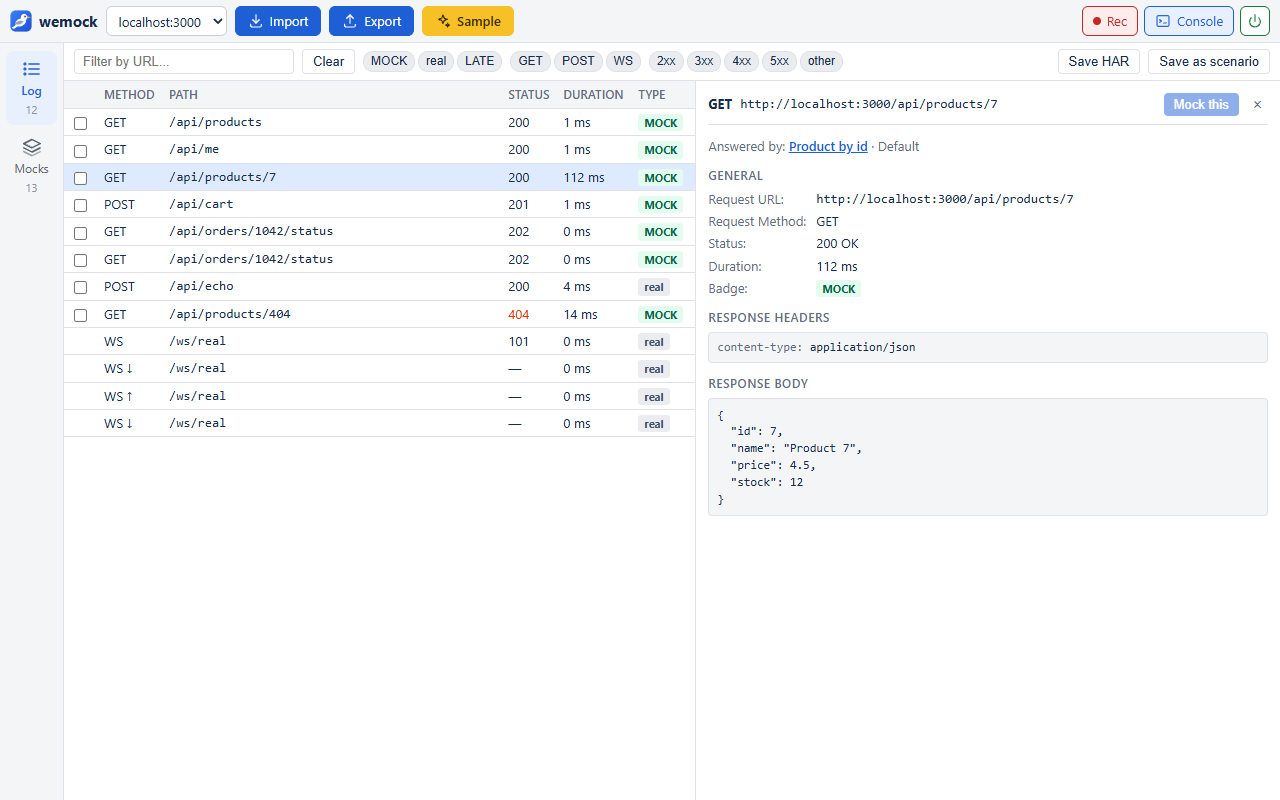 wemock localhost:3000 Import Export Sample Rec Console
Log
12
Mocks
13
Filter by URL... Clear MOCK real LATE GET POST WS 2xx 3xx 4xx 5xx other Save HAR Save as scenario
METHOD PATH STATUS DURATION TYPE
GET /api/products 200 1 ms MOCK
GET /api/me 200 1 ms MOCK
GET /api/products/7 200 112 ms MOCK
POST /api/cart 201 1 ms MOCK
GET /api/orders/1042/status 202 0 ms MOCK
GET /api/orders/1042/status 202 0 ms MOCK
POST /api/echo 200 4 ms real
GET /api/products/404 404 14 ms MOCK
WS /ws/real 101 0 ms real
WS ↓ /ws/real — 0 ms real
WS ↑ /ws/real — 0 ms real
WS ↓ /ws/real — 0 ms real
GET http://localhost:3000/api/products/7 Mock this ×
Answered by: Product by id · Default
GENERAL
Request URL: http://localhost:3000/api/products/7
Request Method: GET
Status: 200 OK
Duration: 112 ms
Badge: MOCK
RESPONSE HEADERS
content-type: application/json
RESPONSE BODY
{
"id": 7,
"name": "Product 7",
"price": 4.5,
"stock": 12
}